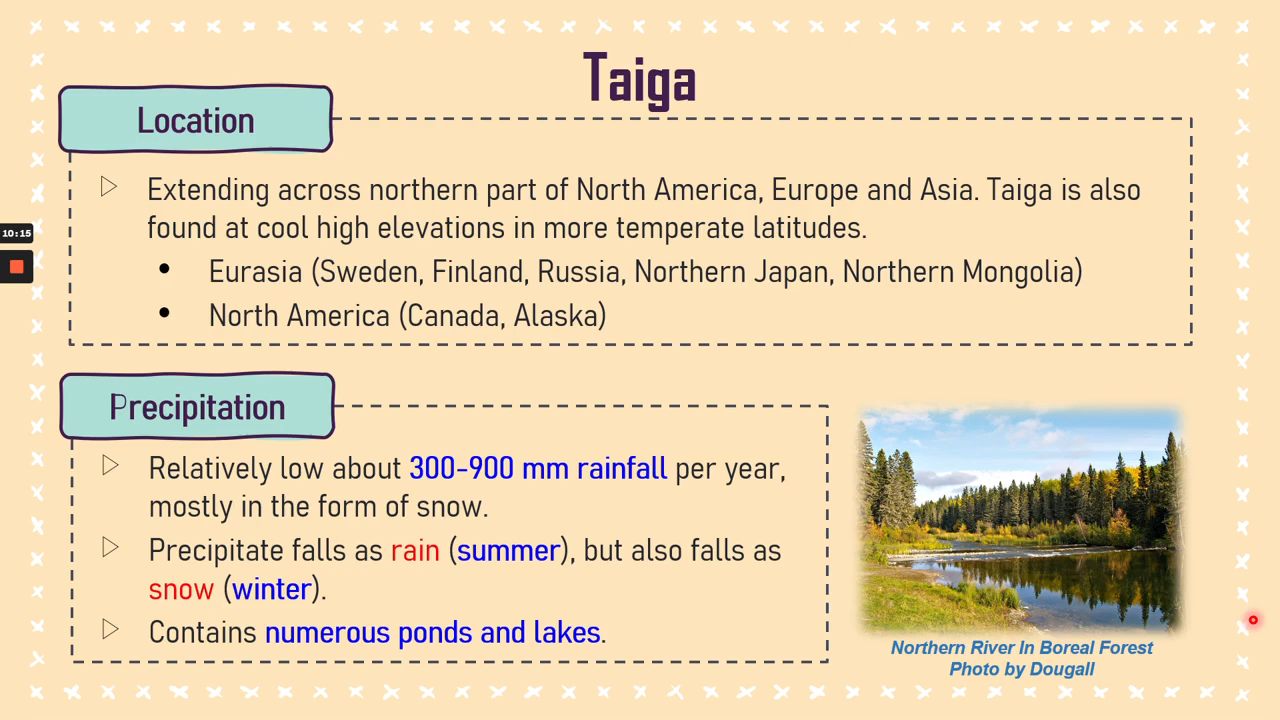 Taiga
Location
Extending across northern part of North America, Europe and Asia. Taiga is also
found at cool high elevations in more temperate latitudes.
Eurasia (Sweden, Finland, Russia, Northern Japan, Northern Mongolia)
North America (Canada, Alaska)
10:15
Precipitation
Relatively low about 300-900 mm rainfall per year,
mostly in the form of snow.
Precipitate falls as rain (summer), but also falls as
snow (winter).
Contains numerous ponds and lakes.
Northern River In Boreal Forest
Photo by Dougall